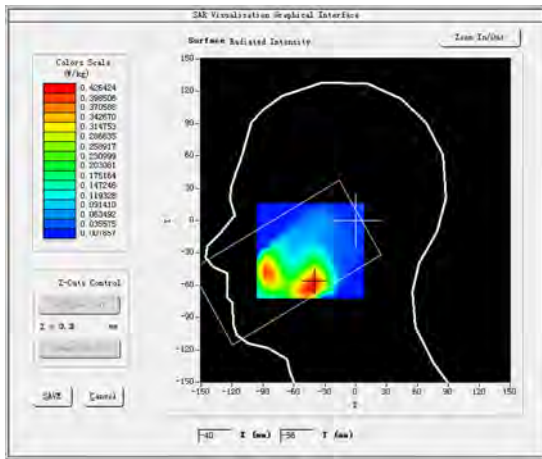 SAR Visualisation Graphical Interface
Surface Radiated Intensity
Zoom In/Out
Colors Scale
(W/kg)
0.426424
0.398506
0.370588
0.342670
0.314753
0.286835
0.258917
0.230999
0.203081
0.175164
0.147246
0.119328
0.091410
0.063492
0.035575
0.007657
150
120
90
60
30
0
-30
-60
-90
-120
-150
Y
-150 -120 -90 -60 -30 0 30 60 90 120 150
X
Z-Cuts Control
Z = 0.2 mm
SAVE Cancel
-40 X (mm) -56 Y (mm)